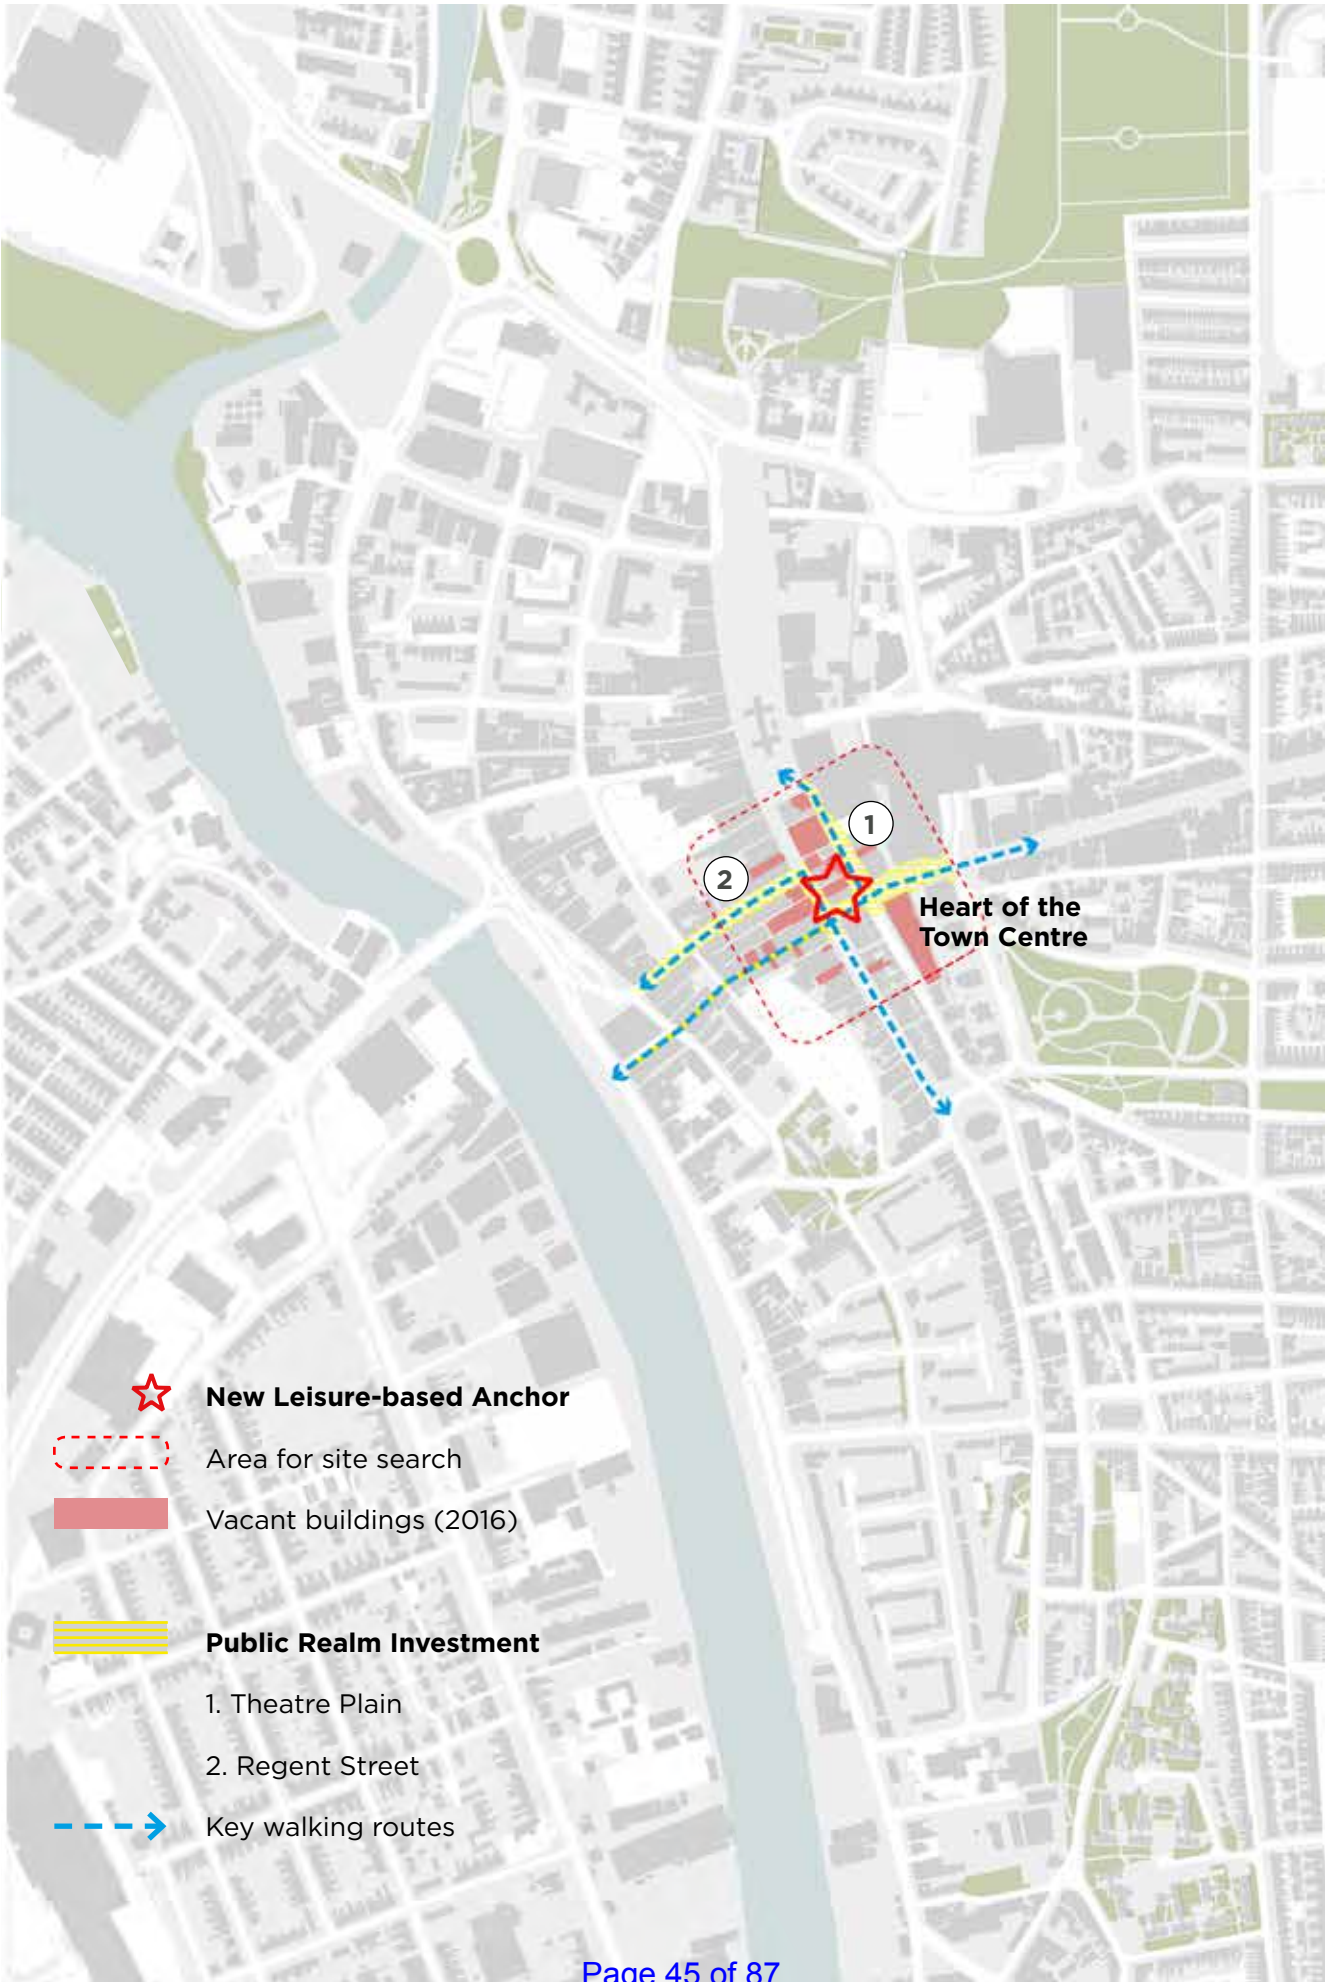 1
2
Heart of the
Town Centre
New Leisure-based Anchor
Area for site search
Vacant buildings (2016)
Public Realm Investment
1. Theatre Plain
2. Regent Street
Key walking routes
Page 45 of 87